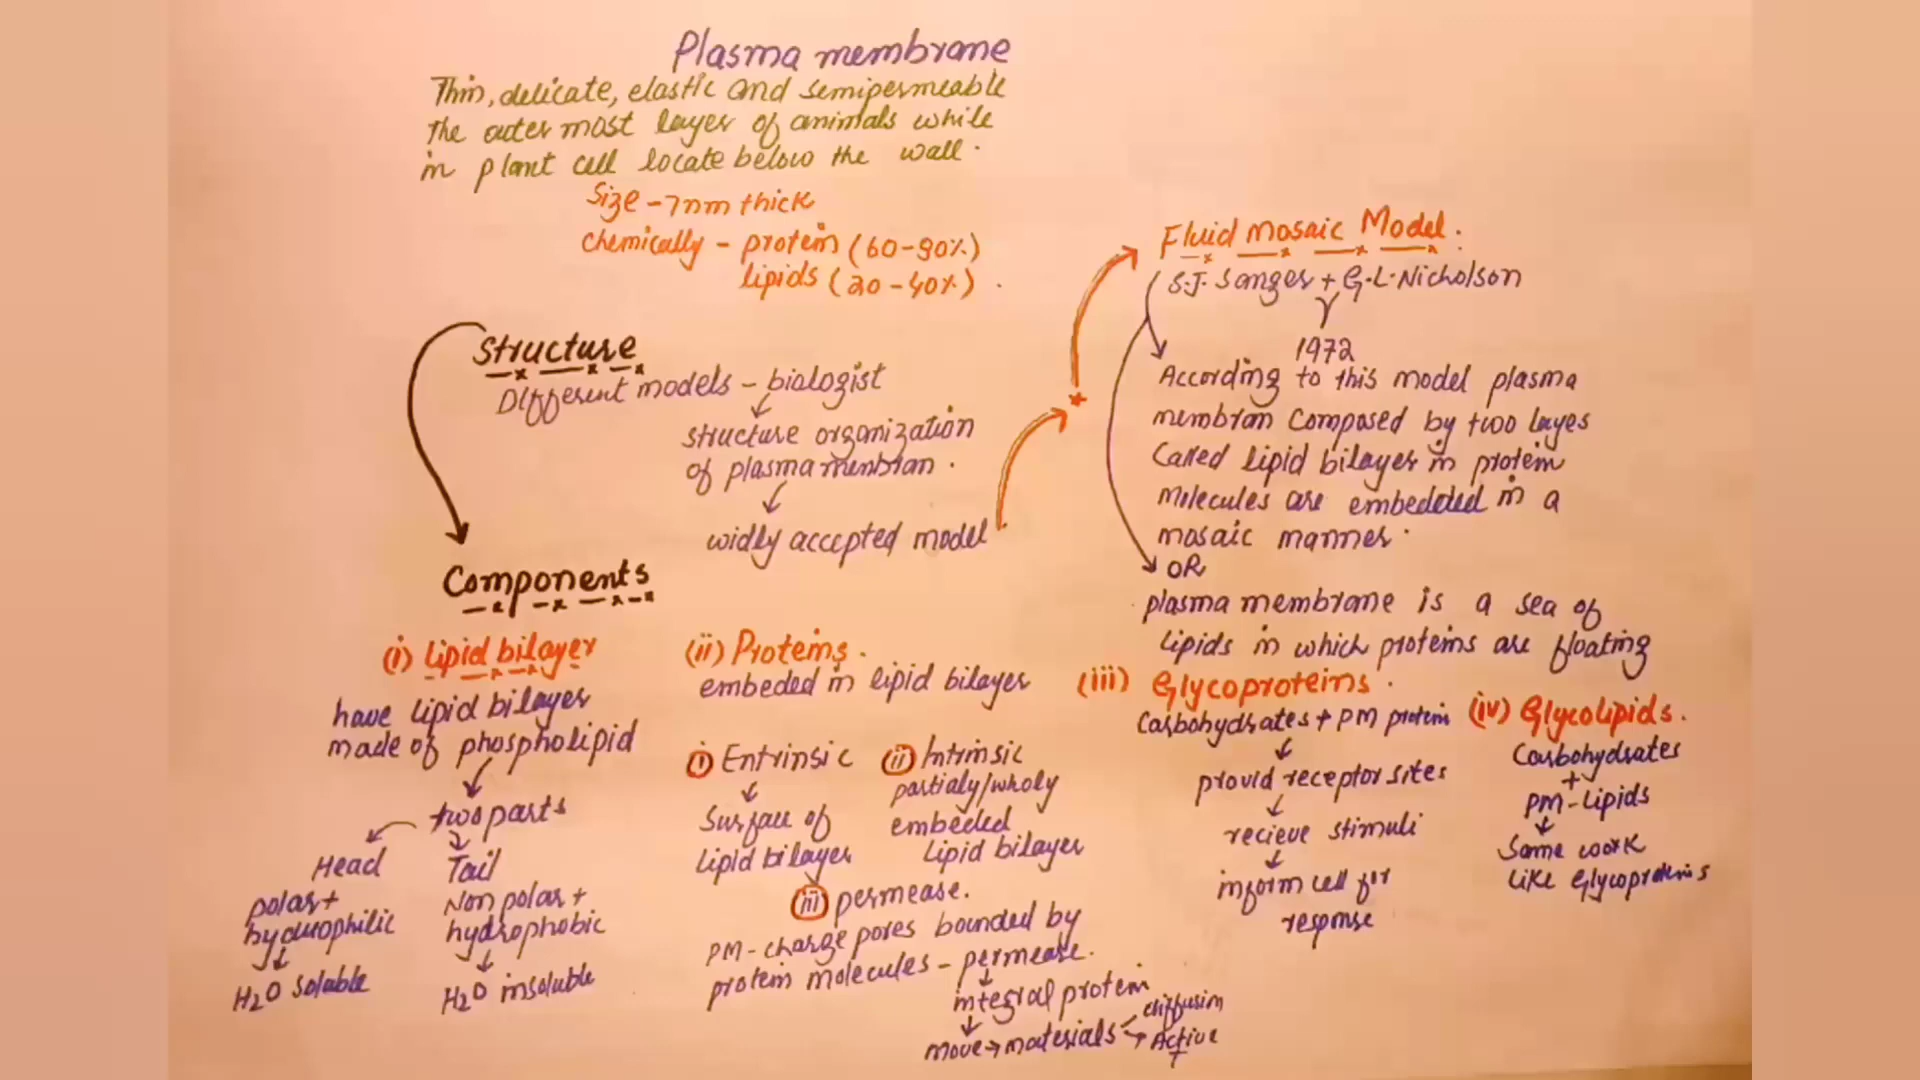 Plasma membrane
Thin, delicate, elastic and semipermeable
The outer most layer of animals while
in plant cell locate below the wall.
Size - 7nm thick
chemically - protein (60-80%)
lipids (20-40%).
Structure
Different models - biologist
structure organization
of plasma menbran.
widly accepted model
Fluid mosaic Model.
S.J. Sanger + G.L. Nicholson
1972
According to this model plasma
membran composed by two layes
Called lipid bilayer in protein
molecules are embedded in a
mosaic manner.
OR
plasma membrane is a sea of
lipids in which proteins are floating
Components
(i) Lipid bilayer
have lipid bilayer
made of phospholipid
two parts
Head
polar+
hydrophilic
H2O soluble
Tail
Non polar +
hydrophobic
H2O insoluble
(ii) Proteins.
embeded in lipid bilayer
(i) Entrinsic
Surface of
lipid bilayer
(ii) Intrinsic
partialy/wholy
embeded
Lipid bilayer
(iii) permease.
PM-charge pores bounded by
protein molecules - permease.
integral protein
move → materials
diffusion
Active
T
(iii) Glycoproteins.
Carbohydrates + PM protein
provid receptor sites
recieve stimuli
inform cell for
response
(iv) Glycolipids.
Carbohydrates
+
PM-Lipids
Same work
Like Glycoproteins